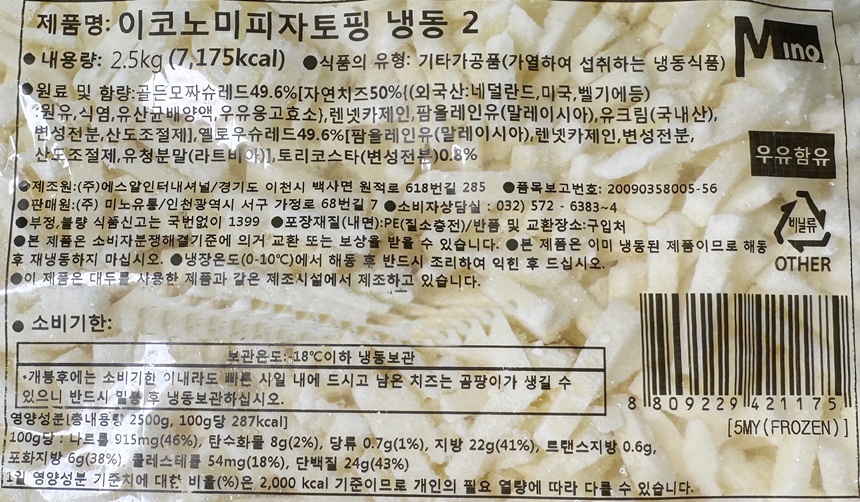 제품명: 이코노미피자토핑 냉동 2
Mino
● 내용량: 2.5kg (7,175kcal) ●식품의 유형: 기타가공품(가열하여 섭취하는 냉동식품)
●원료 및 함량:골든모짜슈레드49.6%[자연치즈50%{(외국산:네덜란드,미국,벨기에등)
:원유,식염,유산균배양액,우유응고효소},렌넷카제인,팜올레인유(말레이시아),유크림(국내산),
변성전분,산도조절제],옐로우슈레드49.6%[팜올레인유(말레이시아),렌넷카제인,변성전분,
산도조절제,유청분말(라트비아)],토리코스타(변성전분)0.8%
우유함유
●제조원:(주)에스알인터내셔널/경기도 이천시 백사면 원적로 618번길 285 ●품목보고번호: 20090358005-56
●판매원:(주) 미노유통/인천광역시 서구 가정로 68번길 7 ●소비자상담실 : 032) 572 - 6383~4
●부정,불량 식품신고는 국번없이 1399 ●포장재질(내면):PE(질소충전)/반품 및 교환장소:구입처
●본 제품은 소비자분쟁해결기준에 의거 교환 또는 보상을 받을 수 있습니다. ●본 제품은 이미 냉동된 제품이므로 해동
후 재냉동하지 마십시오. ●냉장온도(0-10℃)에서 해동 후 반드시 조리하여 익힌 후 드십시오.
●이 제품은 대두를 사용한 제품과 같은 제조시설에서 제조하고 있습니다.
비닐류
OTHER
● 소비기한:
보관온도:-18℃이하 냉동보관
·개봉후에는 소비기한 이내라도 빠른 시일 내에 드시고 남은 치즈는 곰팡이가 생길 수
있으니 반드시 밀봉 후 냉동보관하십시오.
8 809229 421175
[5MY(FROZEN)]
영양성분[총내용량 2500g, 100g당 287kcal]
100g당 : 나트륨 915mg(46%), 탄수화물 8g(2%), 당류 0.7g(1%), 지방 22g(41%), 트랜스지방 0.6g,
포화지방 6g(38%), 콜레스테롤 54mg(18%), 단백질 24g(43%)
1일 영양성분 기준치에 대한 비율(%)은 2,000 kcal 기준이므로 개인의 필요 열량에 따라 다를 수 있습니다.